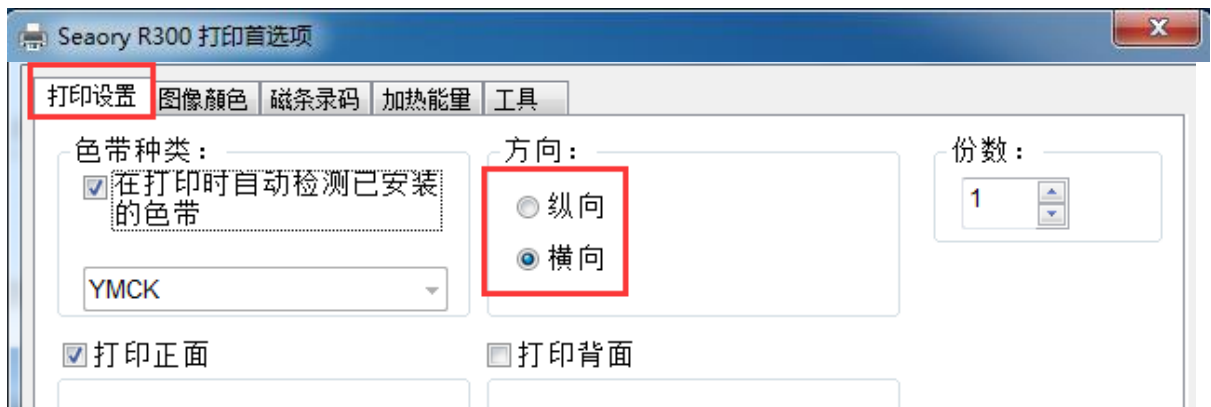 Seaory R300 打印首选项
打印设置 图像顏色 磁条录码 加热能量 工具
色带种类：
在打印时自动检测已安装
的色带
YMCK
方向：
纵向
横向
份数：
1
打印正面
打印背面